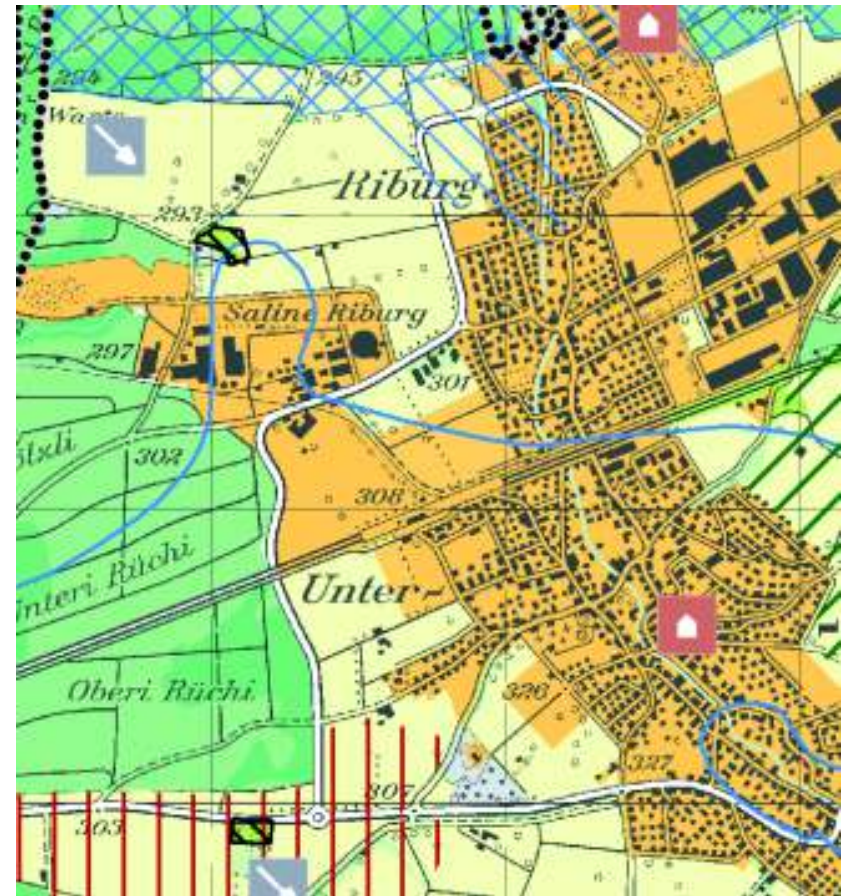 294
295
Riburg
293
Saline Riburg
297
301
302
308
Unteri Rüchi
Unter-
Oberi Rüchi
326
327
307
303